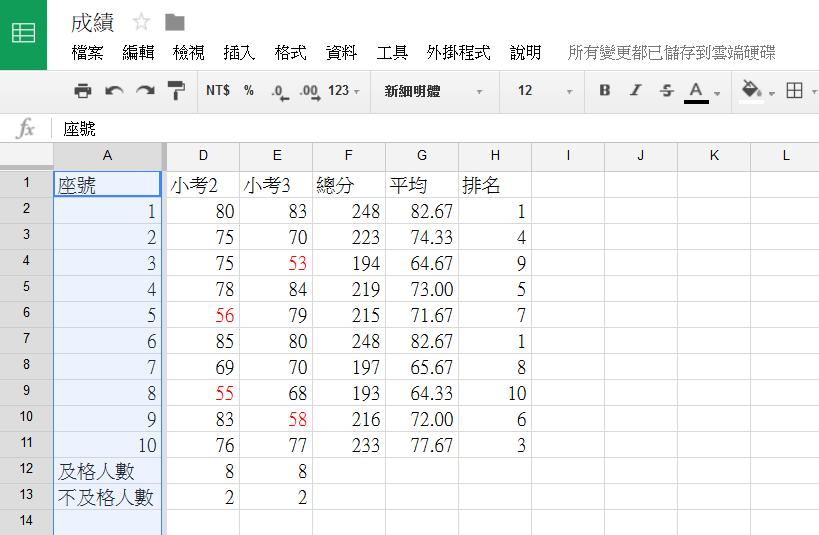 成績
檔案 編輯 檢視 插入 格式 資料 工具 外掛程式 說明 所有變更都已儲存到雲端硬碟
NT$ % .0 .00 123 新細明體 12 B I S A
fx 座號
A D E F G H I J K L
1 座號 小考2 小考3 總分 平均 排名
2 1 80 83 248 82.67 1
3 2 75 70 223 74.33 4
4 3 75 53 194 64.67 9
5 4 78 84 219 73.00 5
6 5 56 79 215 71.67 7
7 6 85 80 248 82.67 1
8 7 69 70 197 65.67 8
9 8 55 68 193 64.33 10
10 9 83 58 216 72.00 6
11 10 76 77 233 77.67 3
12 及格人數 8 8
13 不及格人數 2 2
14